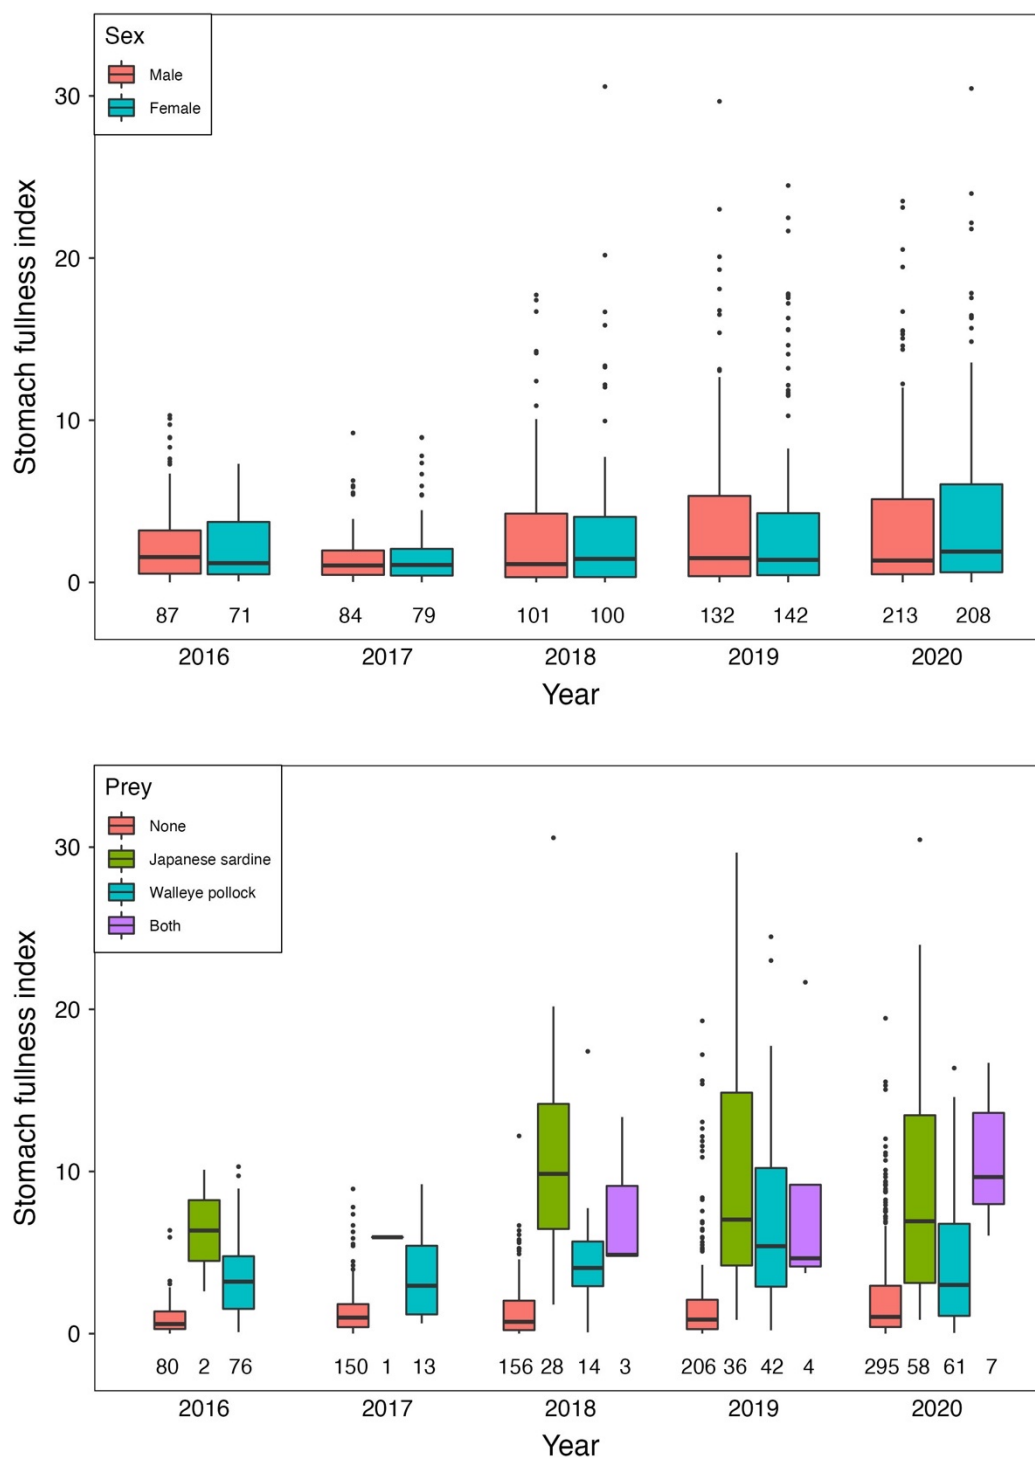 Sex
Male
Female
Stomach fullness index
30
20
10
0
87 71 84 79 101 100 132 142 213 208
2016 2017 2018 2019 2020
Year
Prey
None
Japanese sardine
Walleye pollock
Both
Stomach fullness index
30
20
10
0
80 2 76 150 1 13 156 28 14 3 206 36 42 4 295 58 61 7
2016 2017 2018 2019 2020
Year